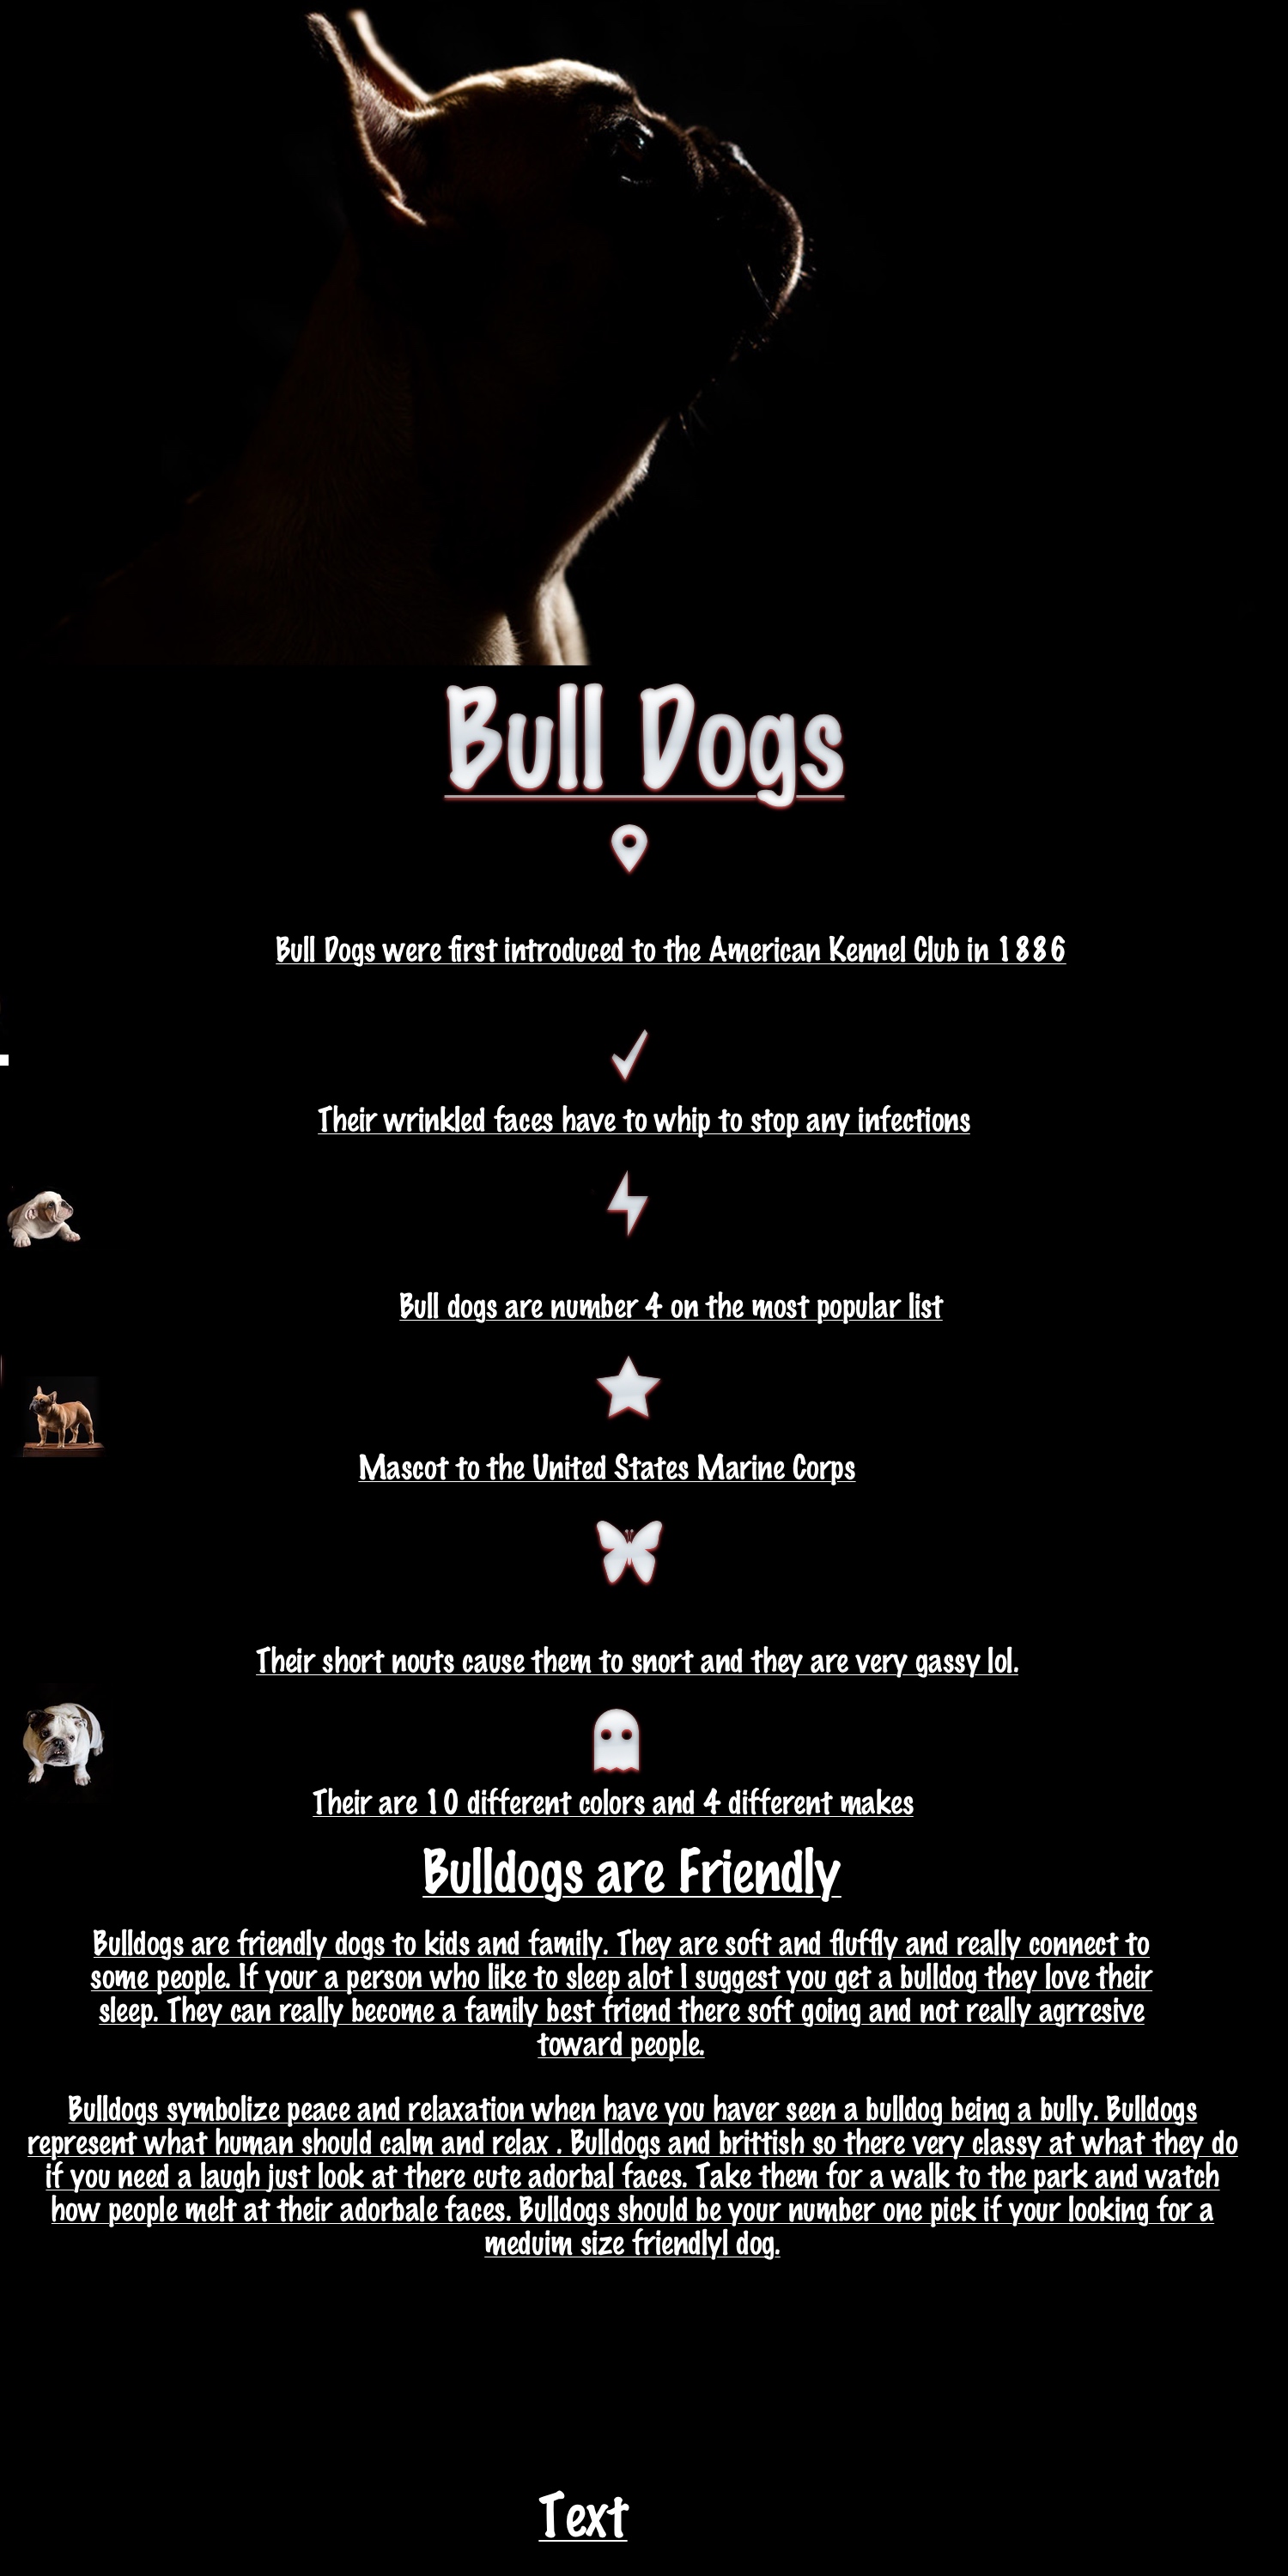 Bull Dogs
Bull Dogs were first introduced to the American Kennel Club in 1886
Their wrinkled faces have to whip to stop any infections
Bull dogs are number 4 on the most popular list
Mascot to the United States Marine Corps
Their short nouts cause them to snort and they are very gassy lol.
Their are 10 different colors and 4 different makes
Bulldogs are Friendly
Bulldogs are friendly dogs to kids and family. They are soft and fluffly and really connect to
some people. If your a person who like to sleep alot I suggest you get a bulldog they love their
sleep. They can really become a family best friend there soft going and not really agrresive
toward people.
Bulldogs symbolize peace and relaxation when have you haver seen a bulldog being a bully. Bulldogs
represent what human should calm and relax . Bulldogs and brittish so there very classy at what they do
if you need a laugh just look at there cute adorbal faces. Take them for a walk to the park and watch
how people melt at their adorbale faces. Bulldogs should be your number one pick if your looking for a
meduim size friendlyl dog.
Text